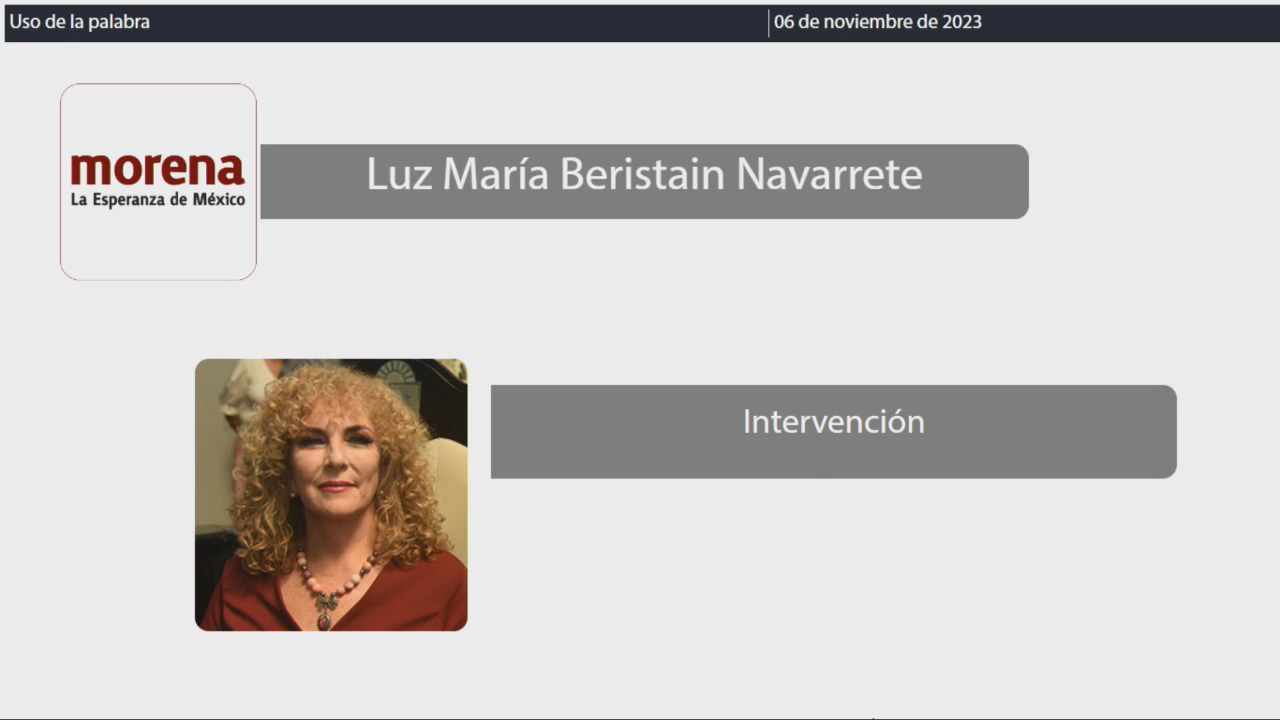 Uso de la palabra
06 de noviembre de 2023
morena
La Esperanza de México
Luz María Beristain Navarrete
Intervención